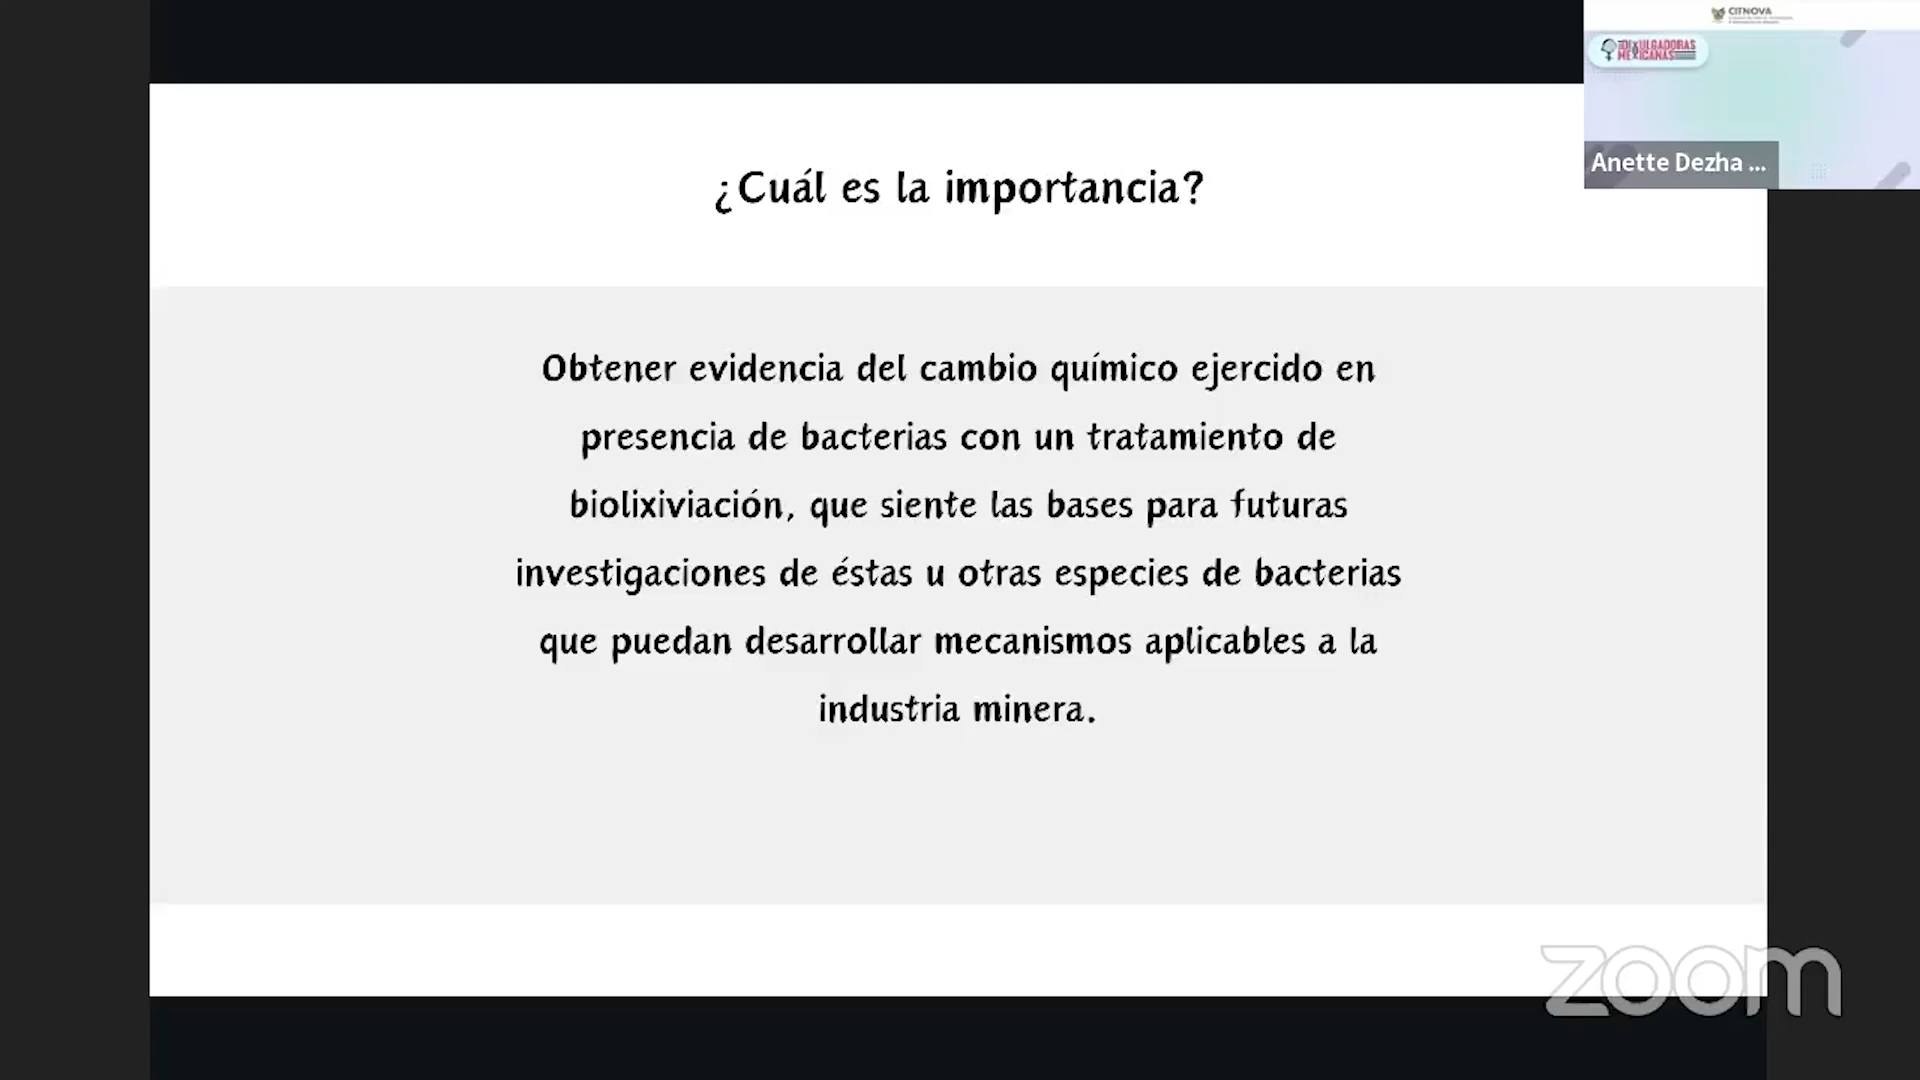 CITNOVA
DIVULGADORAS
MEXICANAS
Anette Dezha ...
¿Cuál es la importancia?
Obtener evidencia del cambio químico ejercido en
presencia de bacterias con un tratamiento de
biolixiviación, que siente las bases para futuras
investigaciones de éstas u otras especies de bacterias
que puedan desarrollar mecanismos aplicables a la
industria minera.
zoom